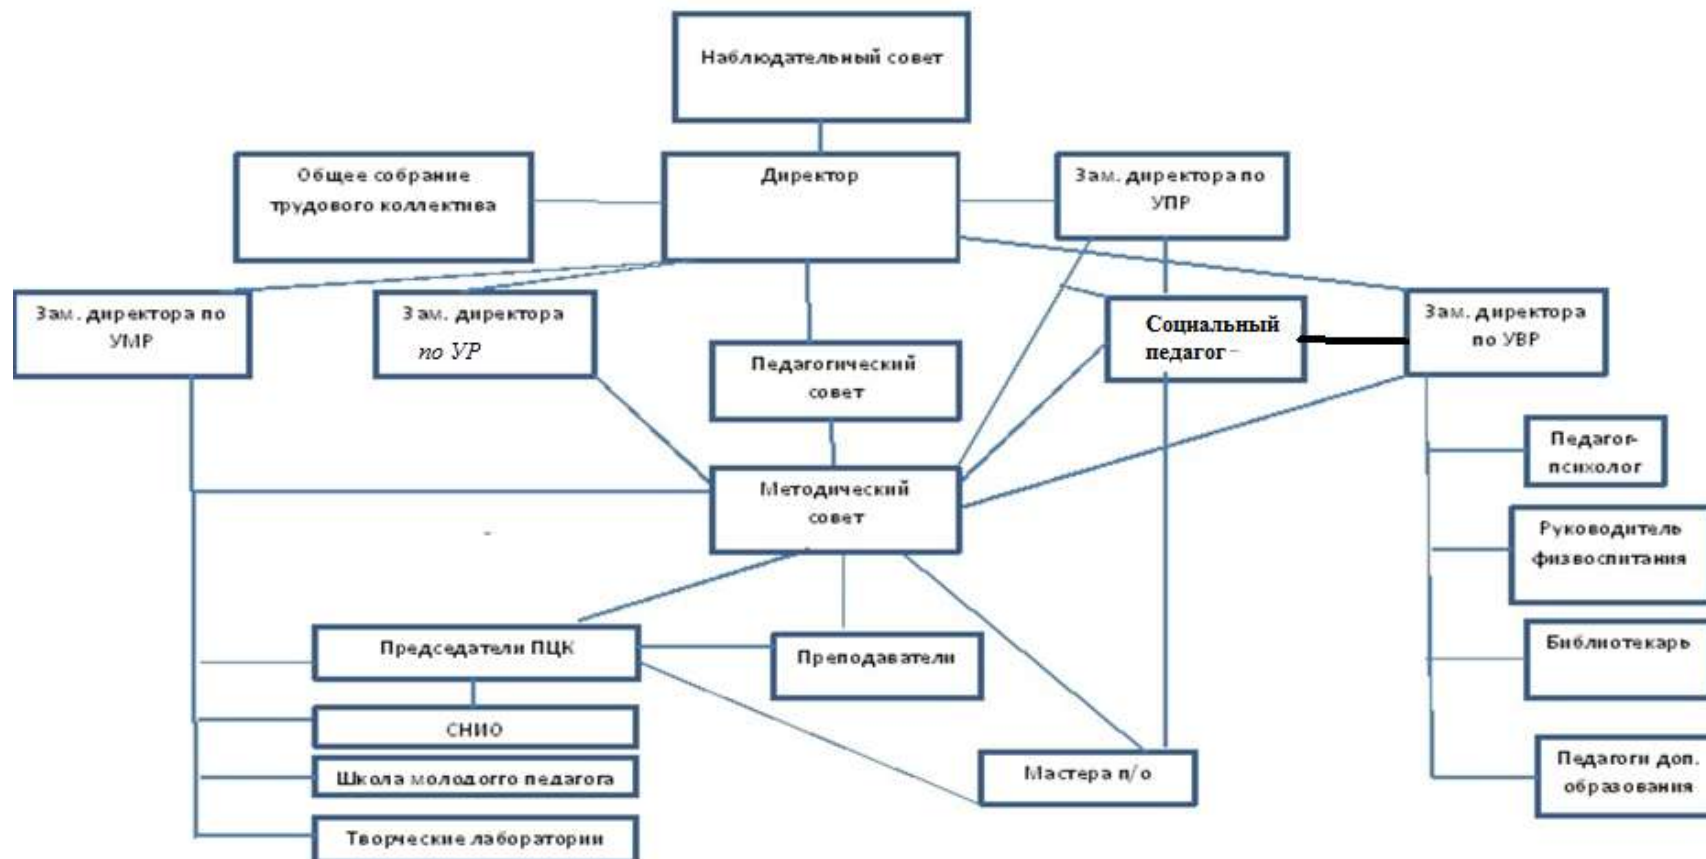 Наблюдательный совет
Общее собрание
трудового коллектива
Директор
Зам. директора по
УПР
Зам. директора по
УМР
Зам. директора
по УР
Педагогический
совет
Социальный
педагог –
Зам. директора
по УВР
Методический
совет
Педагог-
психолог
Руководитель
физвоспитания
Председатели ПЦК
Преподаватели
Библиотекарь
СНИО
Школа молодогго педагога
Мастера п/о
Педагоги доп.
образования
Творческие лаборатории